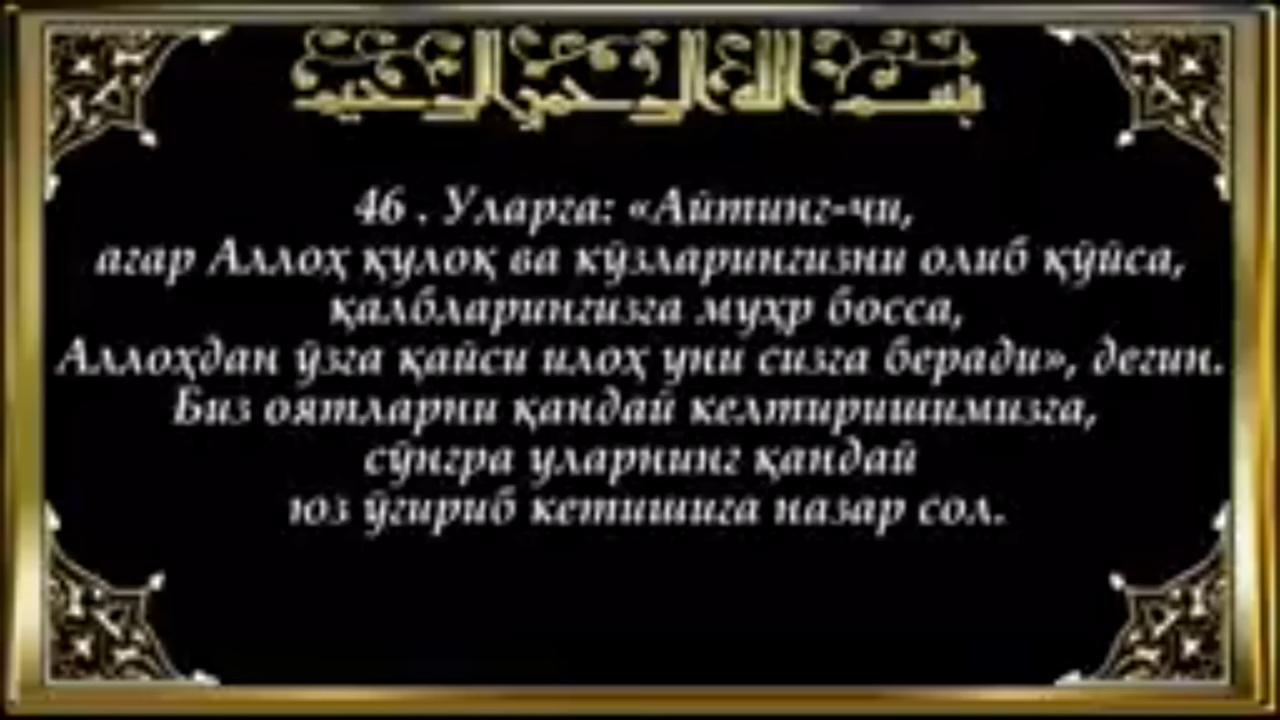 بسم الله الرحمن الرحيم
46 . Уларга: «Айтинг-чи,
агар Аллоҳ қулоқ ва кўзларингизни олиб қўйса,
қалбларингизга муҳр босса,
Аллоҳдан ўзга қайси илоҳ уни сизга беради», дегин.
Биз оятларни қандай келтиришимизга,
сўнгра уларнинг қандай
юз ўгириб кетишига назар сол.